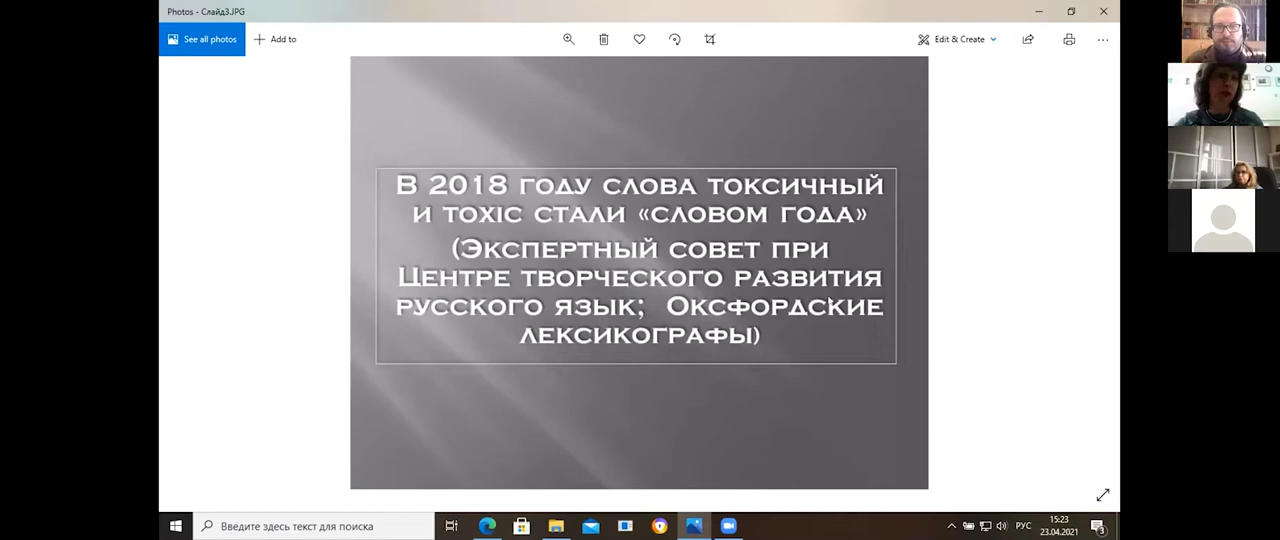 Photos - Слайд3.JPG
See all photos
Add to
Edit & Create
В 2018 году слова токсичный
и toxic стали «словом года»
(Экспертный совет при
Центре творческого развития
русского язык; Оксфордские
лексикографы)
Введите здесь текст для поиска
РУС
15:23
23.04.2021
3